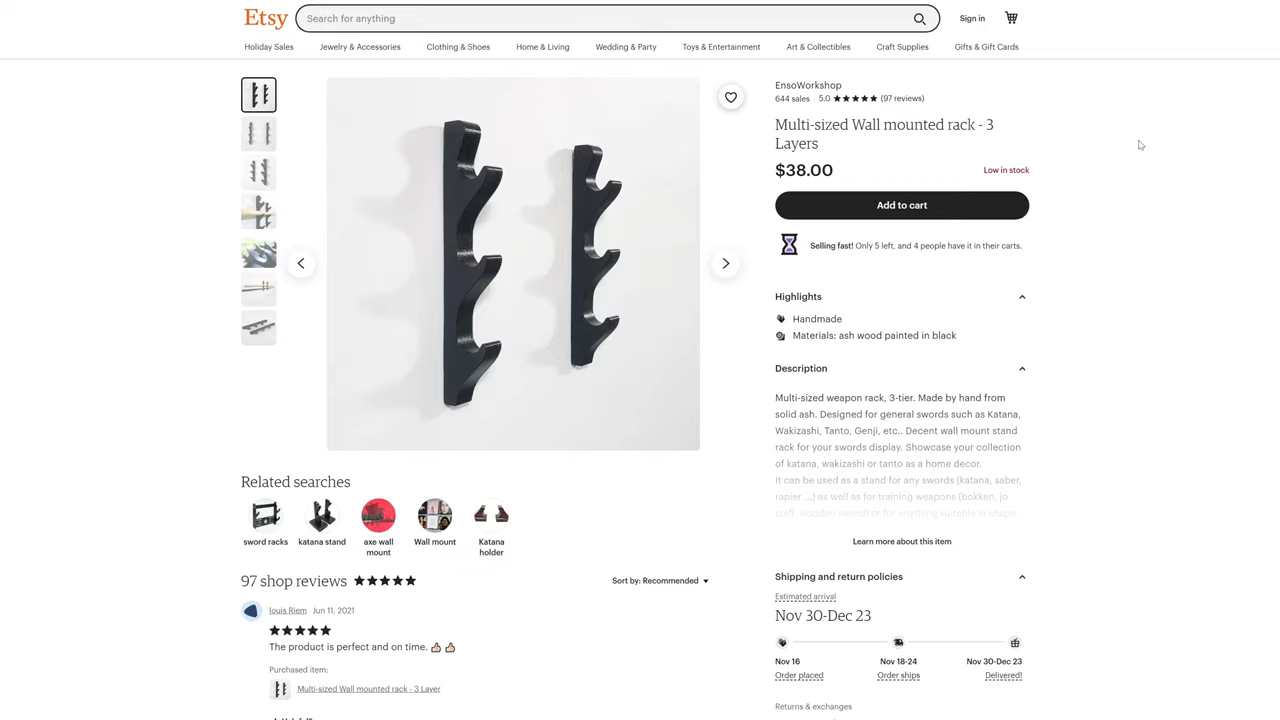 Etsy
Search for anything
Sign in
Holiday Sales
Jewelry & Accessories
Clothing & Shoes
Home & Living
Wedding & Party
Toys & Entertainment
Art & Collectibles
Craft Supplies
Gifts & Gift Cards
EnsoWorkshop
644 sales 5.0 ★★★★★ (97 reviews)
Multi-sized Wall mounted rack - 3
Layers
$38.00
Low in stock
Add to cart
Selling fast! Only 5 left, and 4 people have it in their carts.
Highlights
Handmade
Materials: ash wood painted in black
Description
Multi-sized weapon rack, 3-tier. Made by hand from
solid ash. Designed for general swords such as Katana,
Wakizashi, Tanto, Genji, etc.. Decent wall mount stand
rack for your swords display. Showcase your collection
of katana, wakizashi or tanto as a home decor.
It can be used as a stand for any swords (katana, saber,
rapier ...) as well as for training weapons (bokken, jo
staff, wooden sword) or for anything suitable in shape
Learn more about this item
Shipping and return policies
Estimated arrival
Nov 30-Dec 23
Nov 16
Order placed
Nov 18-24
Order ships
Nov 30-Dec 23
Delivered!
Returns & exchanges
Related searches
sword racks
katana stand
axe wall
mount
Wall mount
Katana
holder
97 shop reviews ★★★★★
Sort by: Recommended
louis Riem Jun 11, 2021
★★★★★
The product is perfect and on time. 👍🏻 👍🏻
Purchased item:
Multi-sized Wall mounted rack - 3 Layer